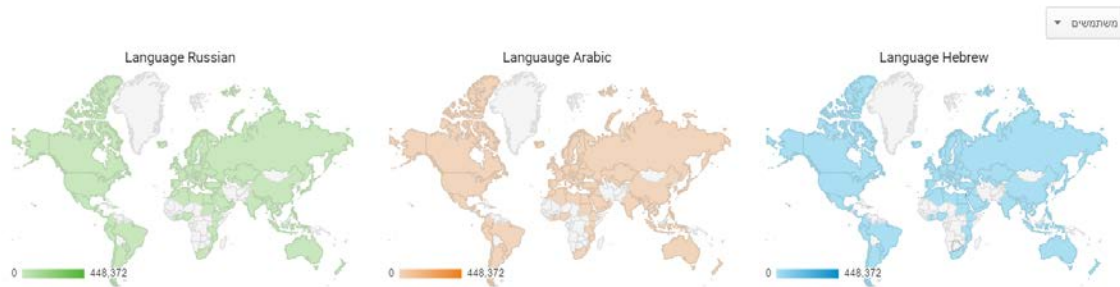 משתמשים
Language Russian
Languauge Arabic
Language Hebrew
0 448,372
0 448,372
0 448,372